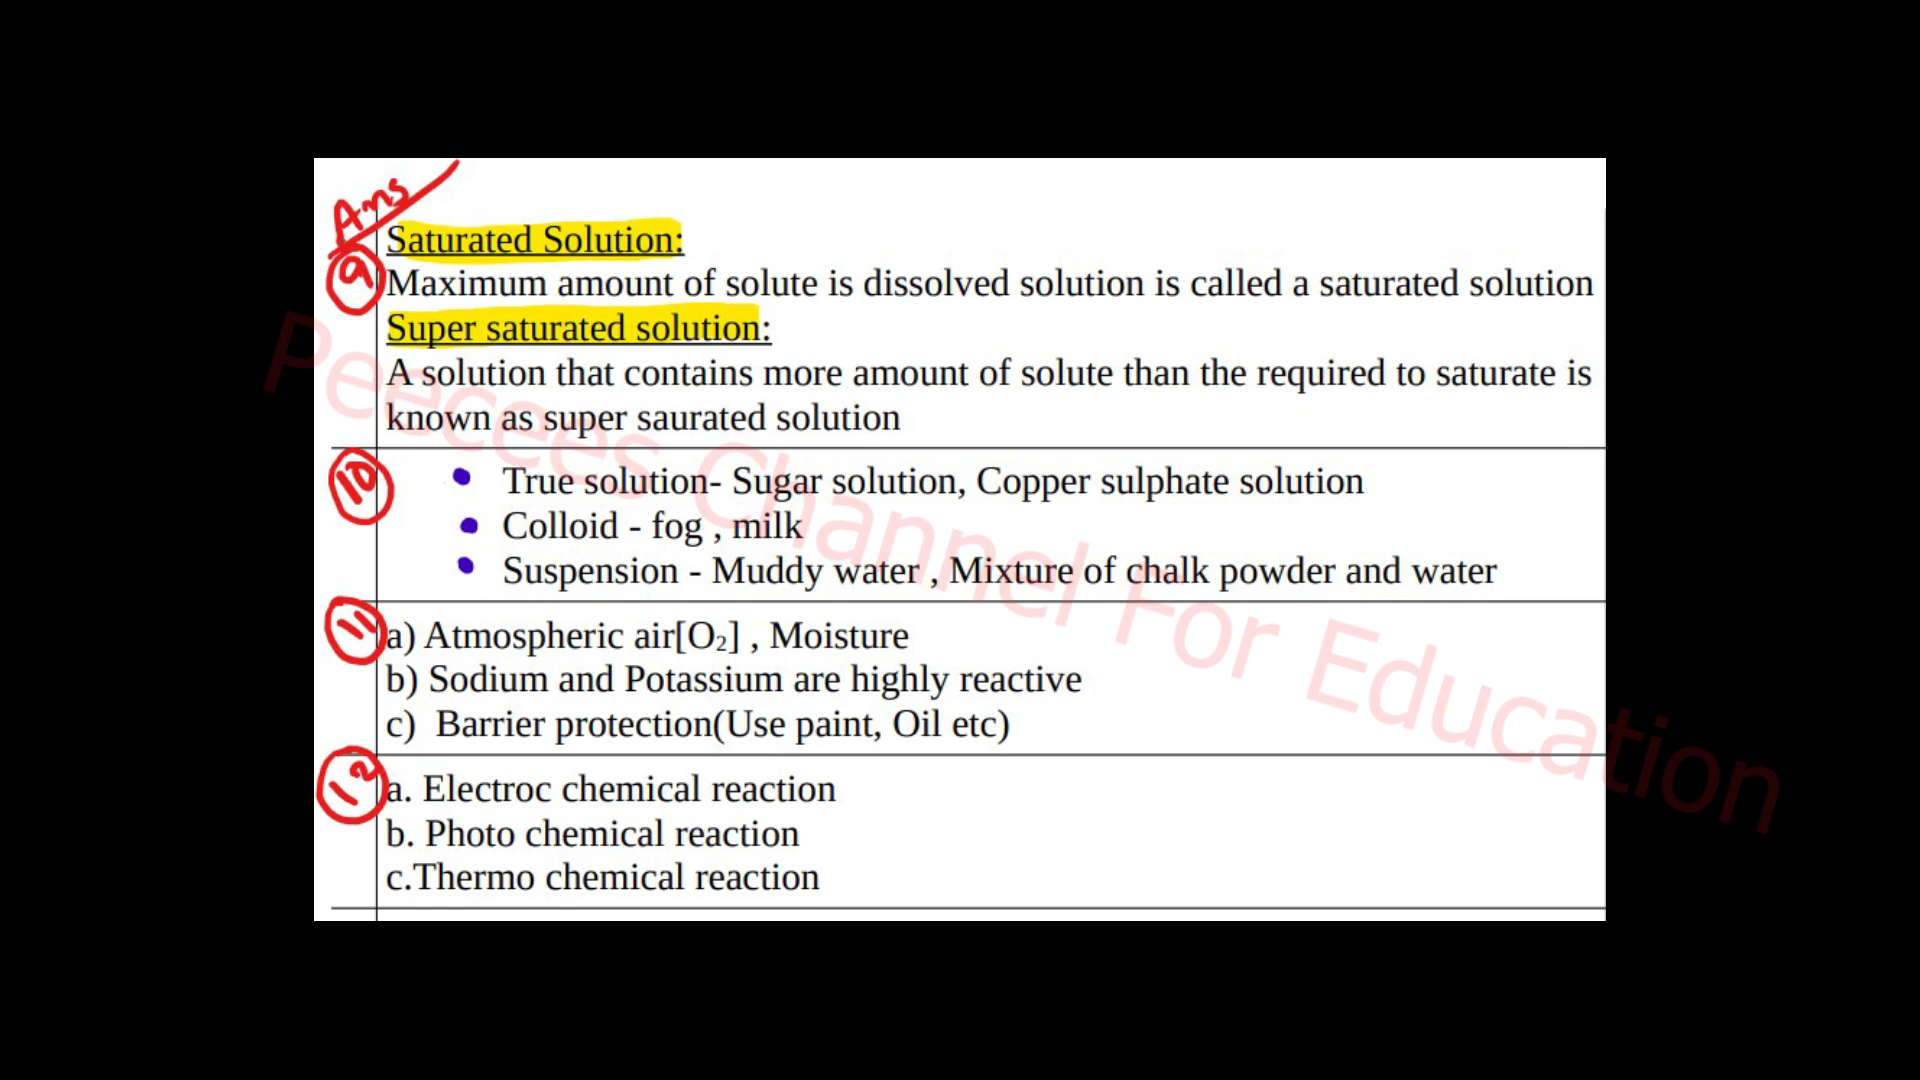 Ans
Saturated Solution:
9
Maximum amount of solute is dissolved solution is called a saturated solution
Super saturated solution:
A solution that contains more amount of solute than the required to saturate is
known as super saurated solution
10
• True solution- Sugar solution, Copper sulphate solution
• Colloid - fog , milk
• Suspension - Muddy water , Mixture of chalk powder and water
11
a) Atmospheric air[O₂] , Moisture
b) Sodium and Potassium are highly reactive
c) Barrier protection(Use paint, Oil etc)
12
a. Electroc chemical reaction
b. Photo chemical reaction
c.Thermo chemical reaction
Peecees Channel For Education